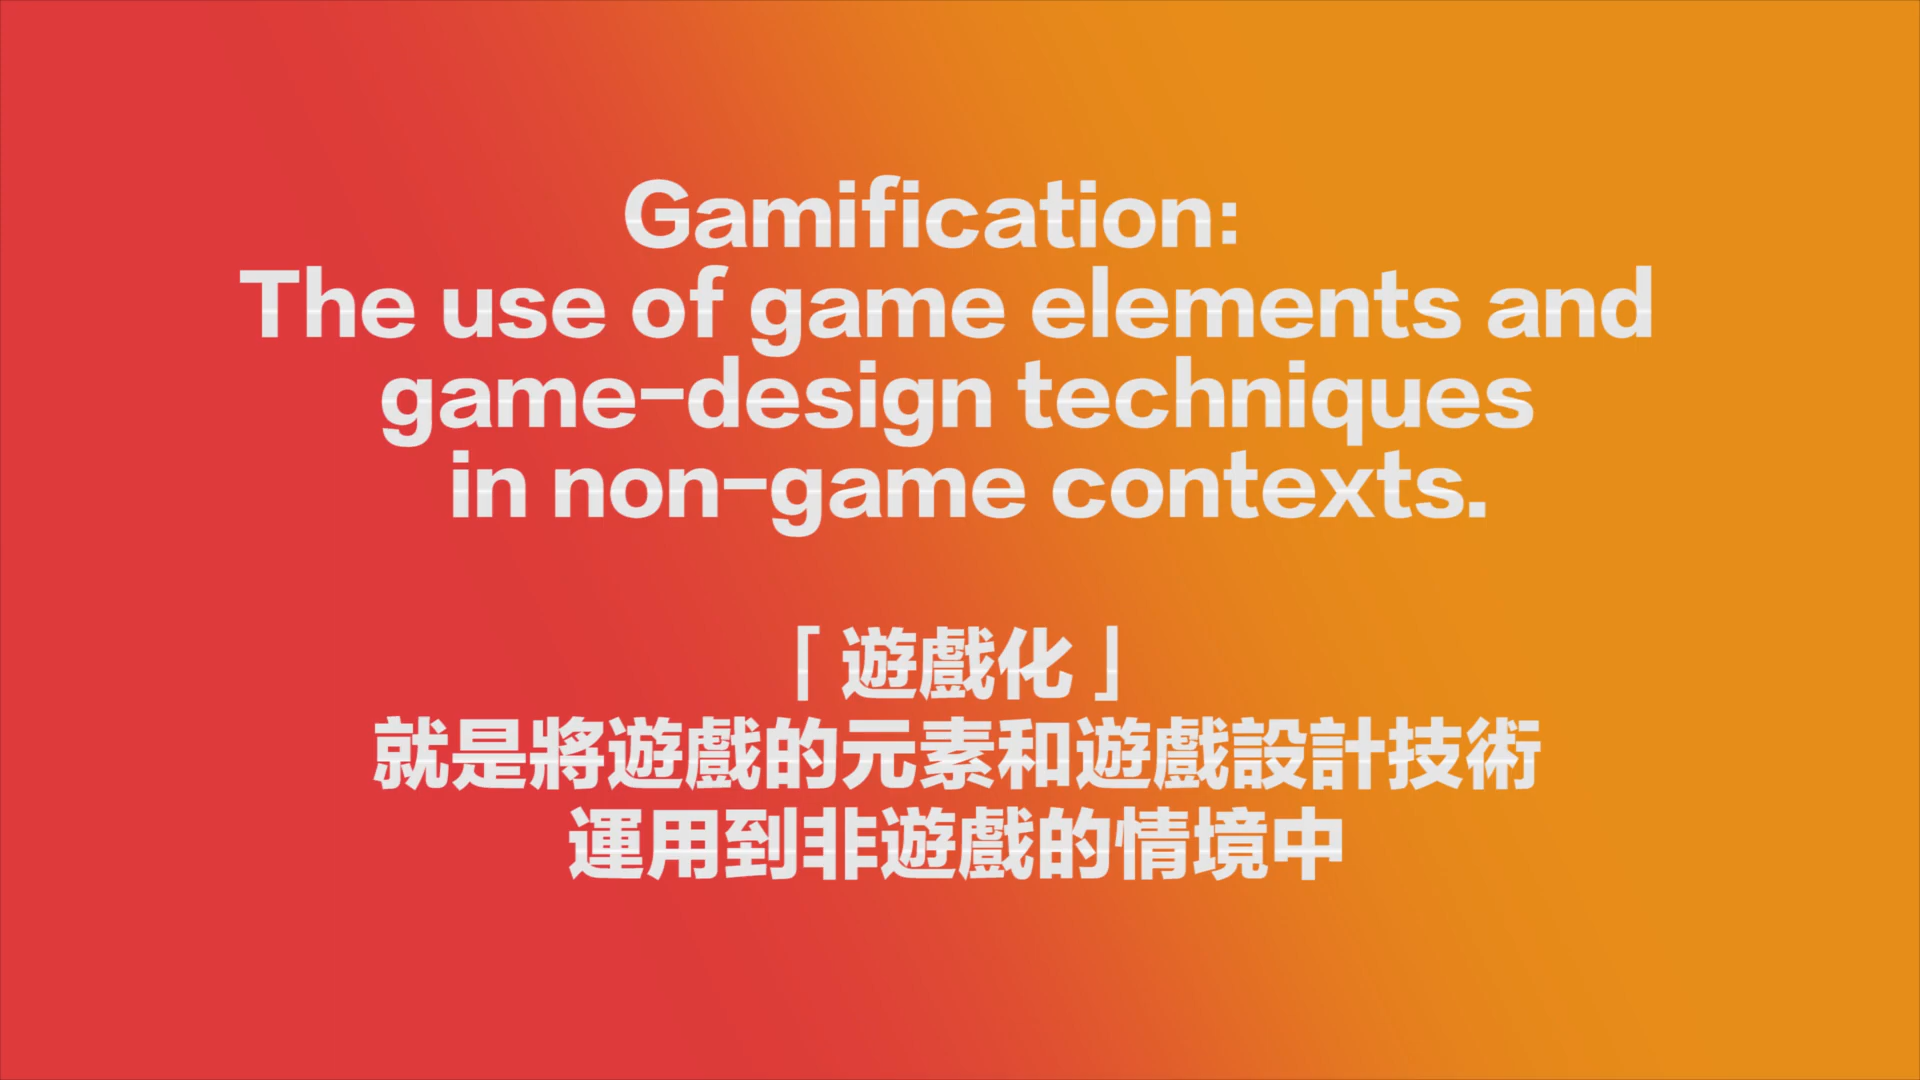 Gamification:
The use of game elements and
game-design techniques
in non-game contexts.
「遊戲化」
就是將遊戲的元素和遊戲設計技術
運用到非遊戲的情境中